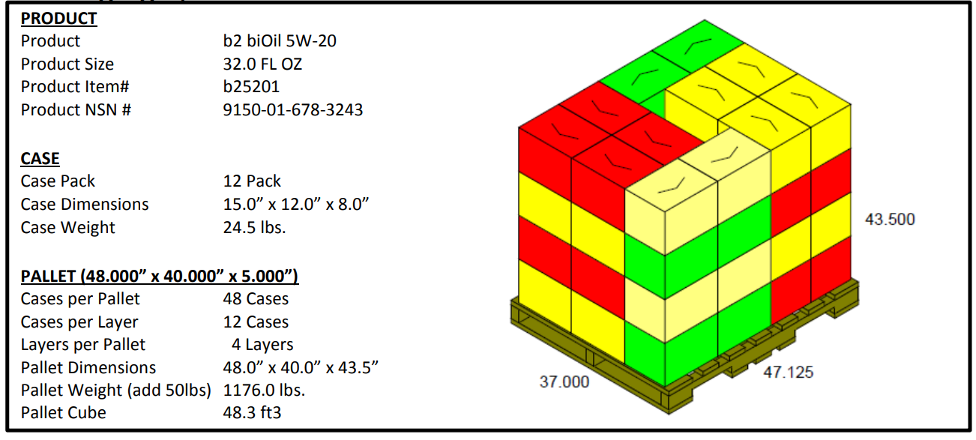 PRODUCT
Product b2 biOil 5W-20
Product Size 32.0 FL OZ
Product Item# b25201
Product NSN # 9150-01-678-3243
CASE
Case Pack 12 Pack
Case Dimensions 15.0” x 12.0” x 8.0”
Case Weight 24.5 lbs.
PALLET (48.000” x 40.000” x 5.000”)
Cases per Pallet 48 Cases
Cases per Layer 12 Cases
Layers per Pallet 4 Layers
Pallet Dimensions 48.0” x 40.0” x 43.5”
Pallet Weight (add 50lbs) 1176.0 lbs.
Pallet Cube 48.3 ft3
43.500
47.125
37.000